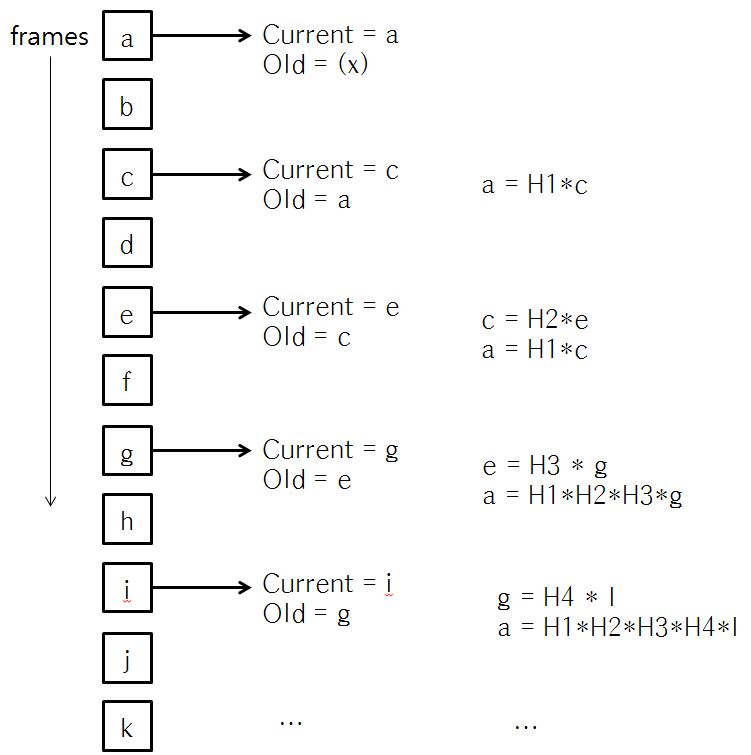 frames
a
Current = a
Old = (x)
b
c
Current = c
Old = a
a = H1*c
d
e
Current = e
Old = c
c = H2*e
a = H1*c
f
g
Current = g
Old = e
e = H3 * g
a = H1*H2*H3*g
h
i
Current = i
Old = g
g = H4 * I
a = H1*H2*H3*H4*I
j
k
...
...